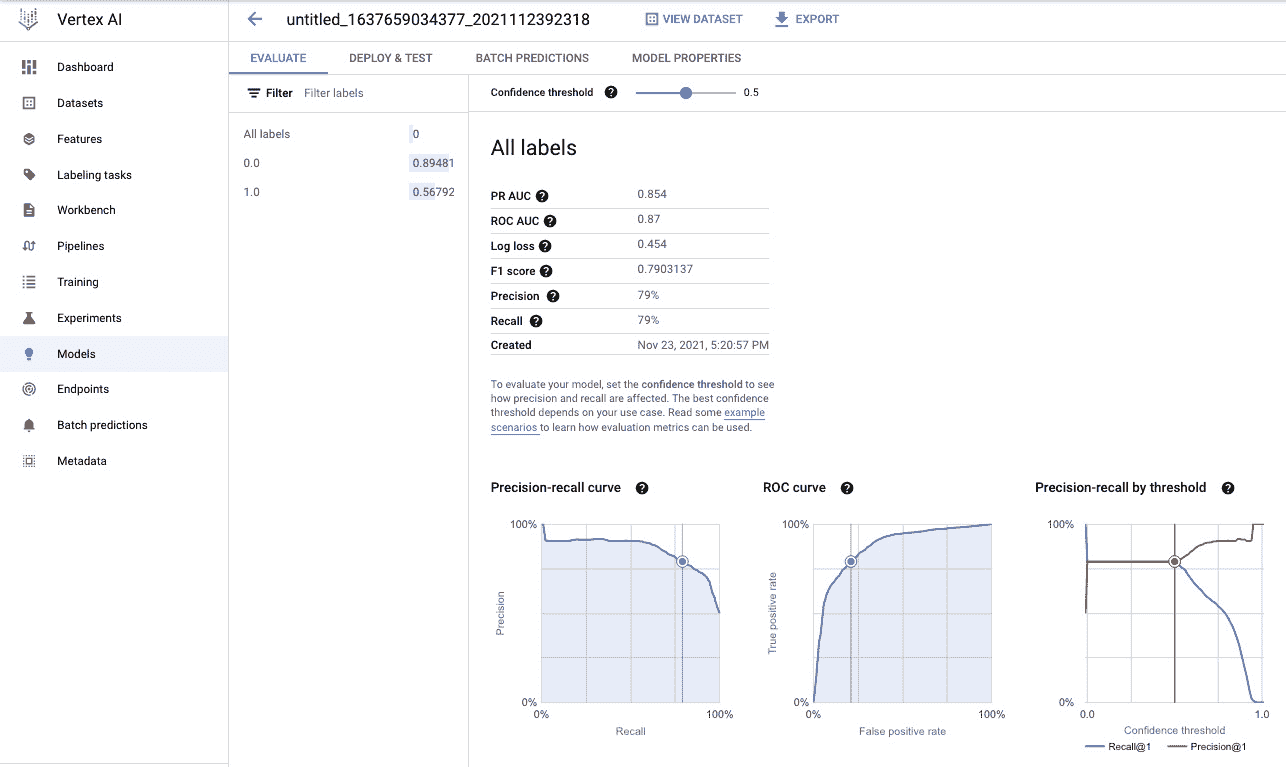 Vertex AI
untitled_1637659034377_2021112392318
VIEW DATASET
EXPORT
EVALUATE
DEPLOY & TEST
BATCH PREDICTIONS
MODEL PROPERTIES
Dashboard
Datasets
Features
Labeling tasks
Workbench
Pipelines
Training
Experiments
Models
Endpoints
Batch predictions
Metadata
Filter Filter labels
All labels 0
0.0 0.89481
1.0 0.56792
Confidence threshold ? 0.5
All labels
PR AUC ? 0.854
ROC AUC ? 0.87
Log loss ? 0.454
F1 score ? 0.7903137
Precision ? 79%
Recall ? 79%
Created Nov 23, 2021, 5:20:57 PM
To evaluate your model, set the confidence threshold to see
how precision and recall are affected. The best confidence
threshold depends on your use case. Read some example
scenarios to learn how evaluation metrics can be used.
Precision-recall curve ?
100%
Precision
0%
0% 100%
Recall
ROC curve ?
100%
True positive rate
0%
0% 100%
False positive rate
Precision-recall by threshold ?
100%
0%
0.0 1.0
Confidence threshold
Recall@1 Precision@1